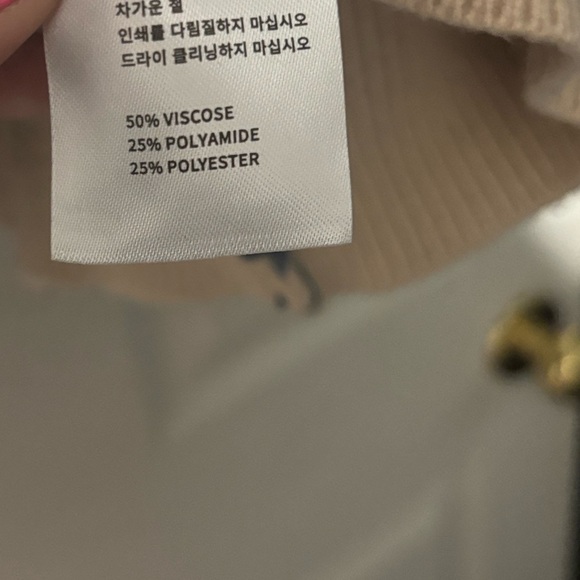 차가운 철
인쇄를 다림질하지 마십시오
드라이 클리닝하지 마십시오
50% VISCOSE
25% POLYAMIDE
25% POLYESTER